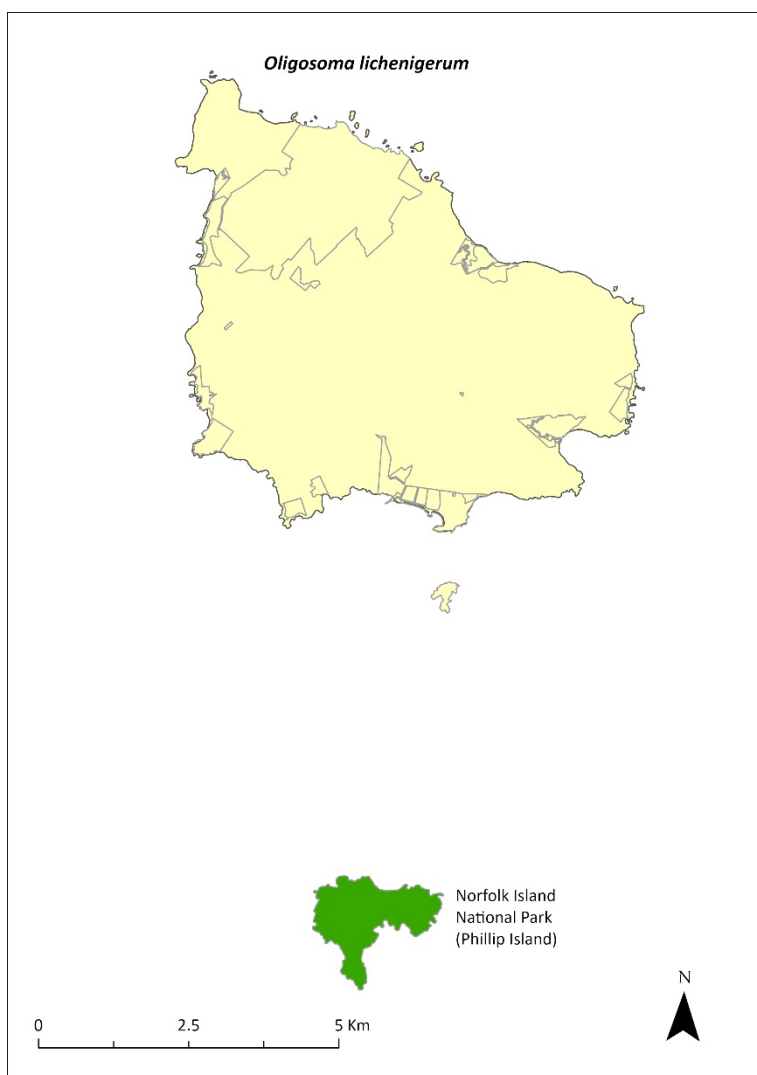 Oligosoma lichenigerum
Norfolk Island
National Park
(Phillip Island)
N
0 2.5 5 Km